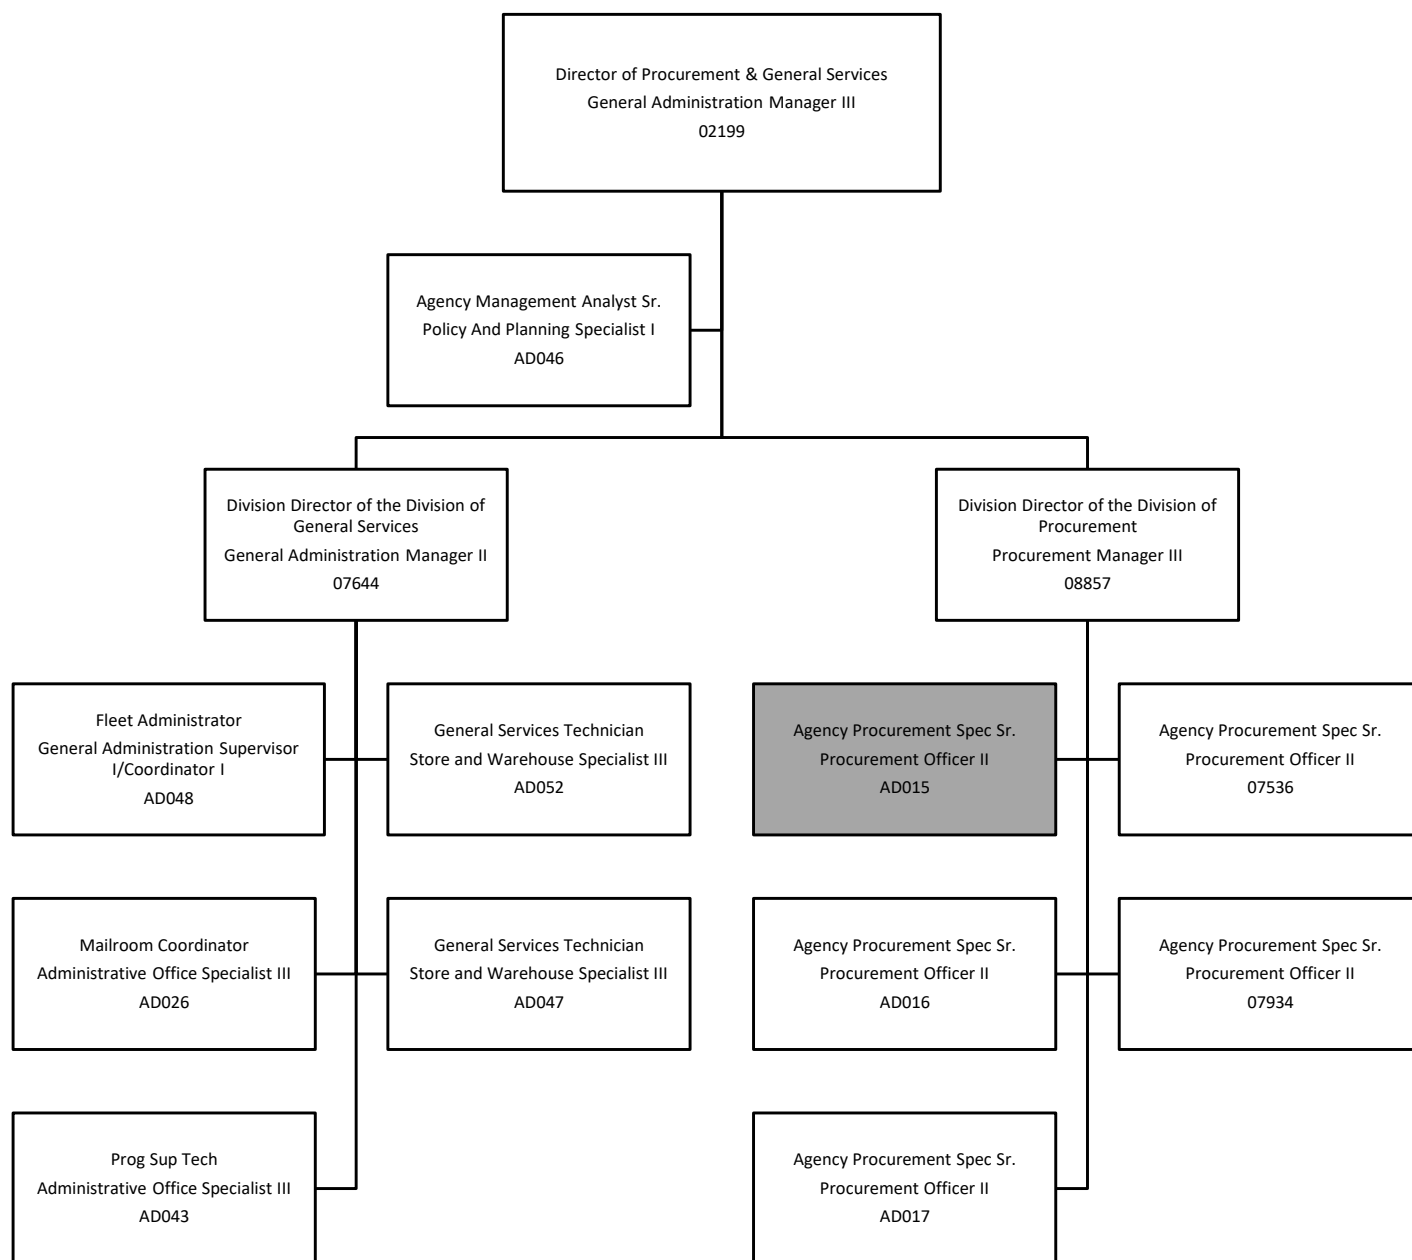 Director of Procurement & General Services
General Administration Manager III
02199
Agency Management Analyst Sr.
Policy And Planning Specialist I
AD046
Division Director of the Division of
General Services
General Administration Manager II
07644
Division Director of the Division of
Procurement
Procurement Manager III
08857
Fleet Administrator
General Administration Supervisor
I/Coordinator I
AD048
General Services Technician
Store and Warehouse Specialist III
AD052
Agency Procurement Spec Sr.
Procurement Officer II
AD015
Agency Procurement Spec Sr.
Procurement Officer II
07536
Mailroom Coordinator
Administrative Office Specialist III
AD026
General Services Technician
Store and Warehouse Specialist III
AD047
Agency Procurement Spec Sr.
Procurement Officer II
AD016
Agency Procurement Spec Sr.
Procurement Officer II
07934
Prog Sup Tech
Administrative Office Specialist III
AD043
Agency Procurement Spec Sr.
Procurement Officer II
AD017